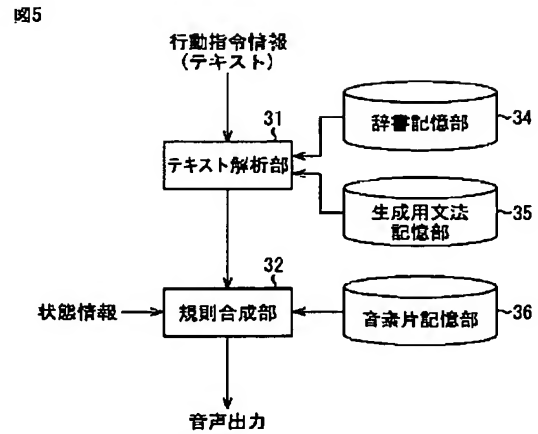 図5
行動指令情報
(テキスト)
31
辞書記憶部
34
テキスト解析部
生成用文法
記憶部
35
32
状態情報
規則合成部
音素片記憶部
36
音声出力